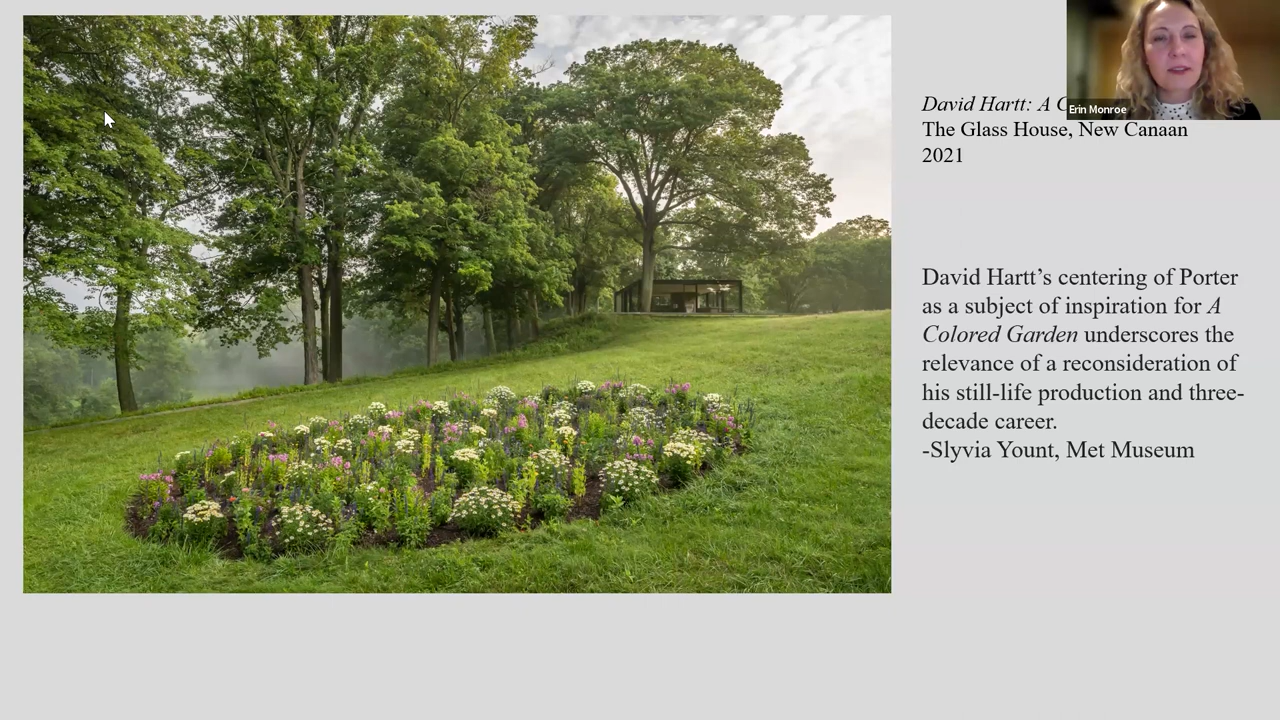 David Hartt: A
Erin Monroe
The Glass House, New Canaan
2021
David Hartt’s centering of Porter
as a subject of inspiration for A
Colored Garden underscores the
relevance of a reconsideration of
his still-life production and three-
decade career.
-Slyvia Yount, Met Museum